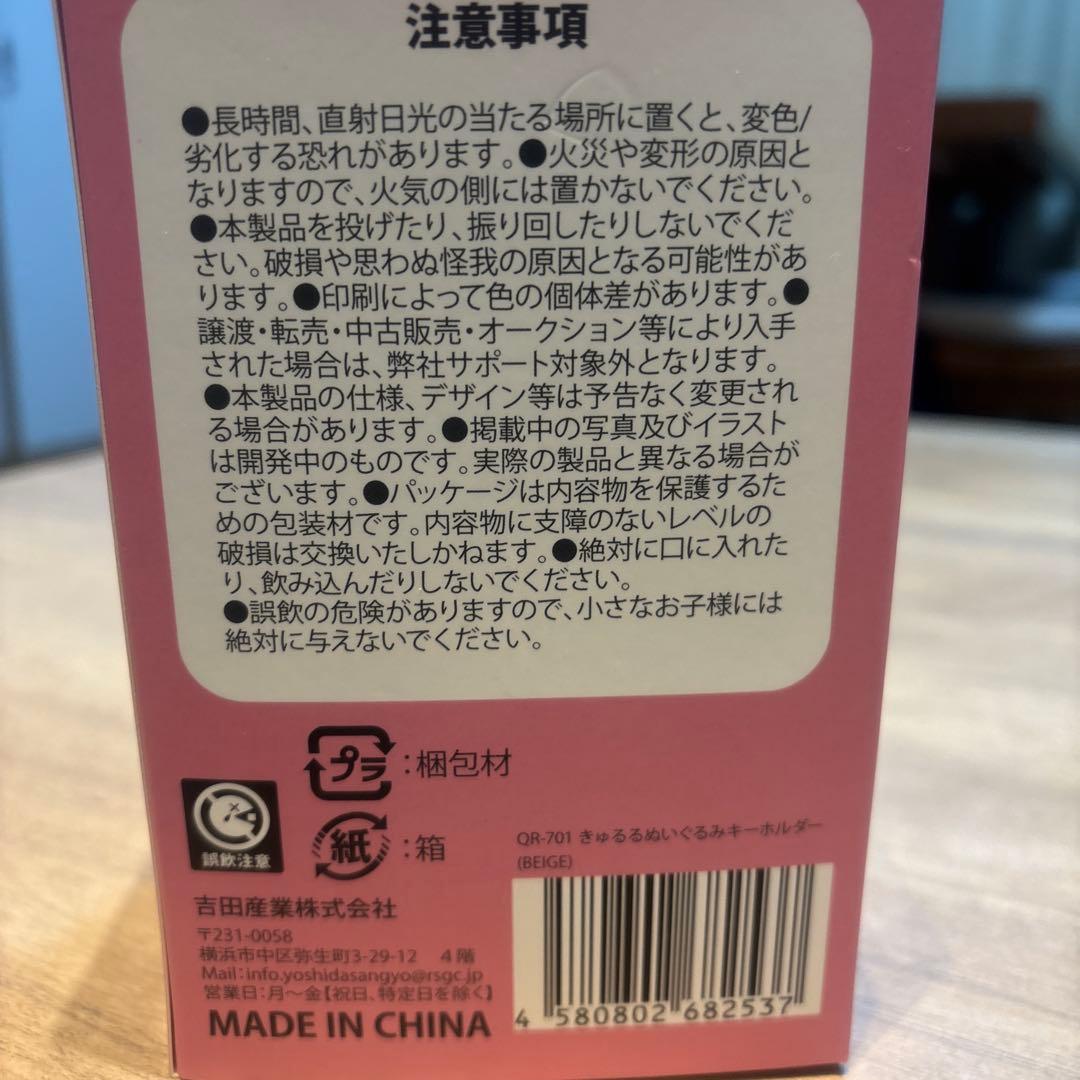 注意事項
●長時間、直射日光の当たる場所に置くと、変色/
劣化する恐れがあります。●火災や変形の原因と
なりますので、火気の側には置かないでください。
●本製品を投げたり、振り回したりしないでくだ
さい。破損や思わぬ怪我の原因となる可能性があ
ります。●印刷によって色の個体差があります。●
譲渡・転売・中古販売・オークション等により入手
された場合は、弊社サポート対象外となります。
●本製品の仕様、デザイン等は予告なく変更され
る場合があります。●掲載中の写真及びイラスト
は開発中のものです。実際の製品と異なる場合が
ございます。●パッケージは内容物を保護するた
めの包装材です。内容物に支障のないレベルの
破損は交換いたしかねます。●絶対に口に入れた
り、飲み込んだりしないでください。
●誤飲の危険がありますので、小さなお子様には
絶対に与えないでください。
プラ:梱包材
紙:箱
誤飲注意
QR-701 きゅるるぬいぐるみキーホルダー
(BEIGE)
吉田産業株式会社
〒231-0058
横浜市中区弥生町3-29-12 4階
Mail:info.yoshidasangyo@rsgc.jp
営業日:月〜金【祝日、特定日を除く】
MADE IN CHINA
4 580802 682537